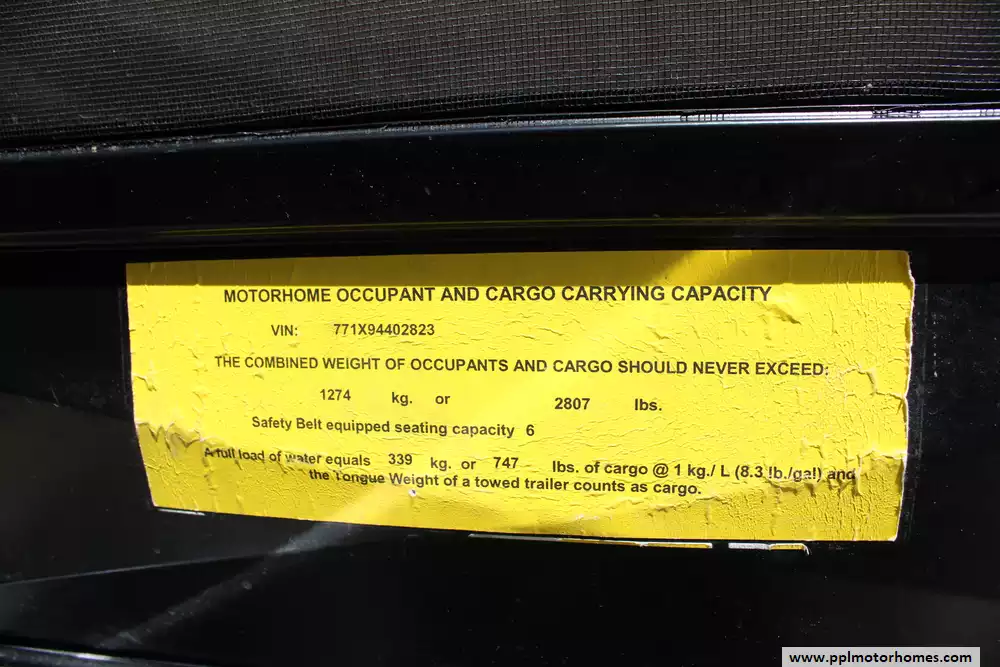 MOTORHOME OCCUPANT AND CARGO CARRYING CAPACITY
VIN: 771X94402823
THE COMBINED WEIGHT OF OCCUPANTS AND CARGO SHOULD NEVER EXCEED:
1274 kg. or 2807 lbs.
Safety Belt equipped seating capacity 6
A full load of water equals 339 kg. or 747 lbs. of cargo @ 1 kg./ L (8.3 lb./gal) and
the Tongue Weight of a towed trailer counts as cargo.
www.pplmotorhomes.com